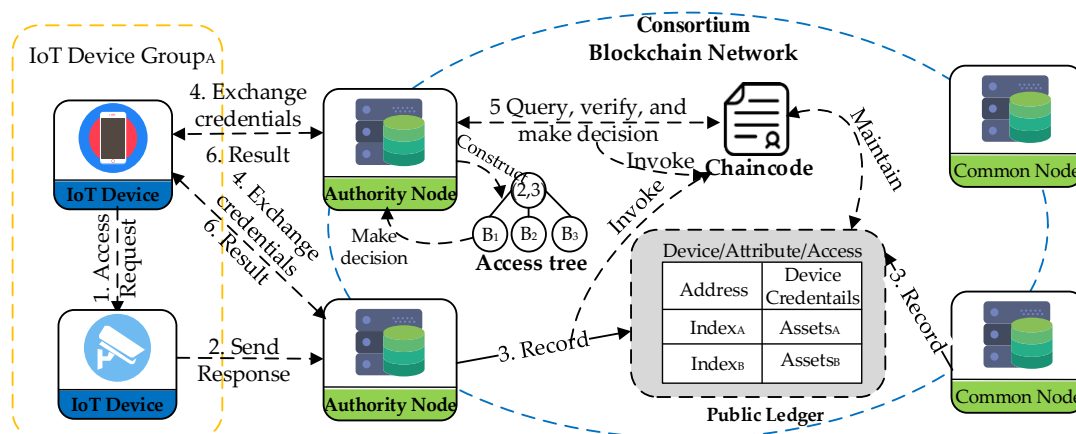 Consortium
Blockchain Network
IoT Device GroupA
4. Exchange
credentials
6. Result
IoT Device
4. Exchange
credentials
6. Result
1. Access
Request
2. Send
Response
IoT Device
Authority Node
Construct
(2,3)
B1
B2
B3
Access tree
Make
decision
Authority Node
5 Query, verify, and
make decision
Invoke
Chaincode
Invoke
Maintain
3. Record
Device/Attribute/Access
Address
Device
Credentails
IndexA
AssetsA
IndexB
AssetsB
Public Ledger
Common Node
3. Record
Common Node